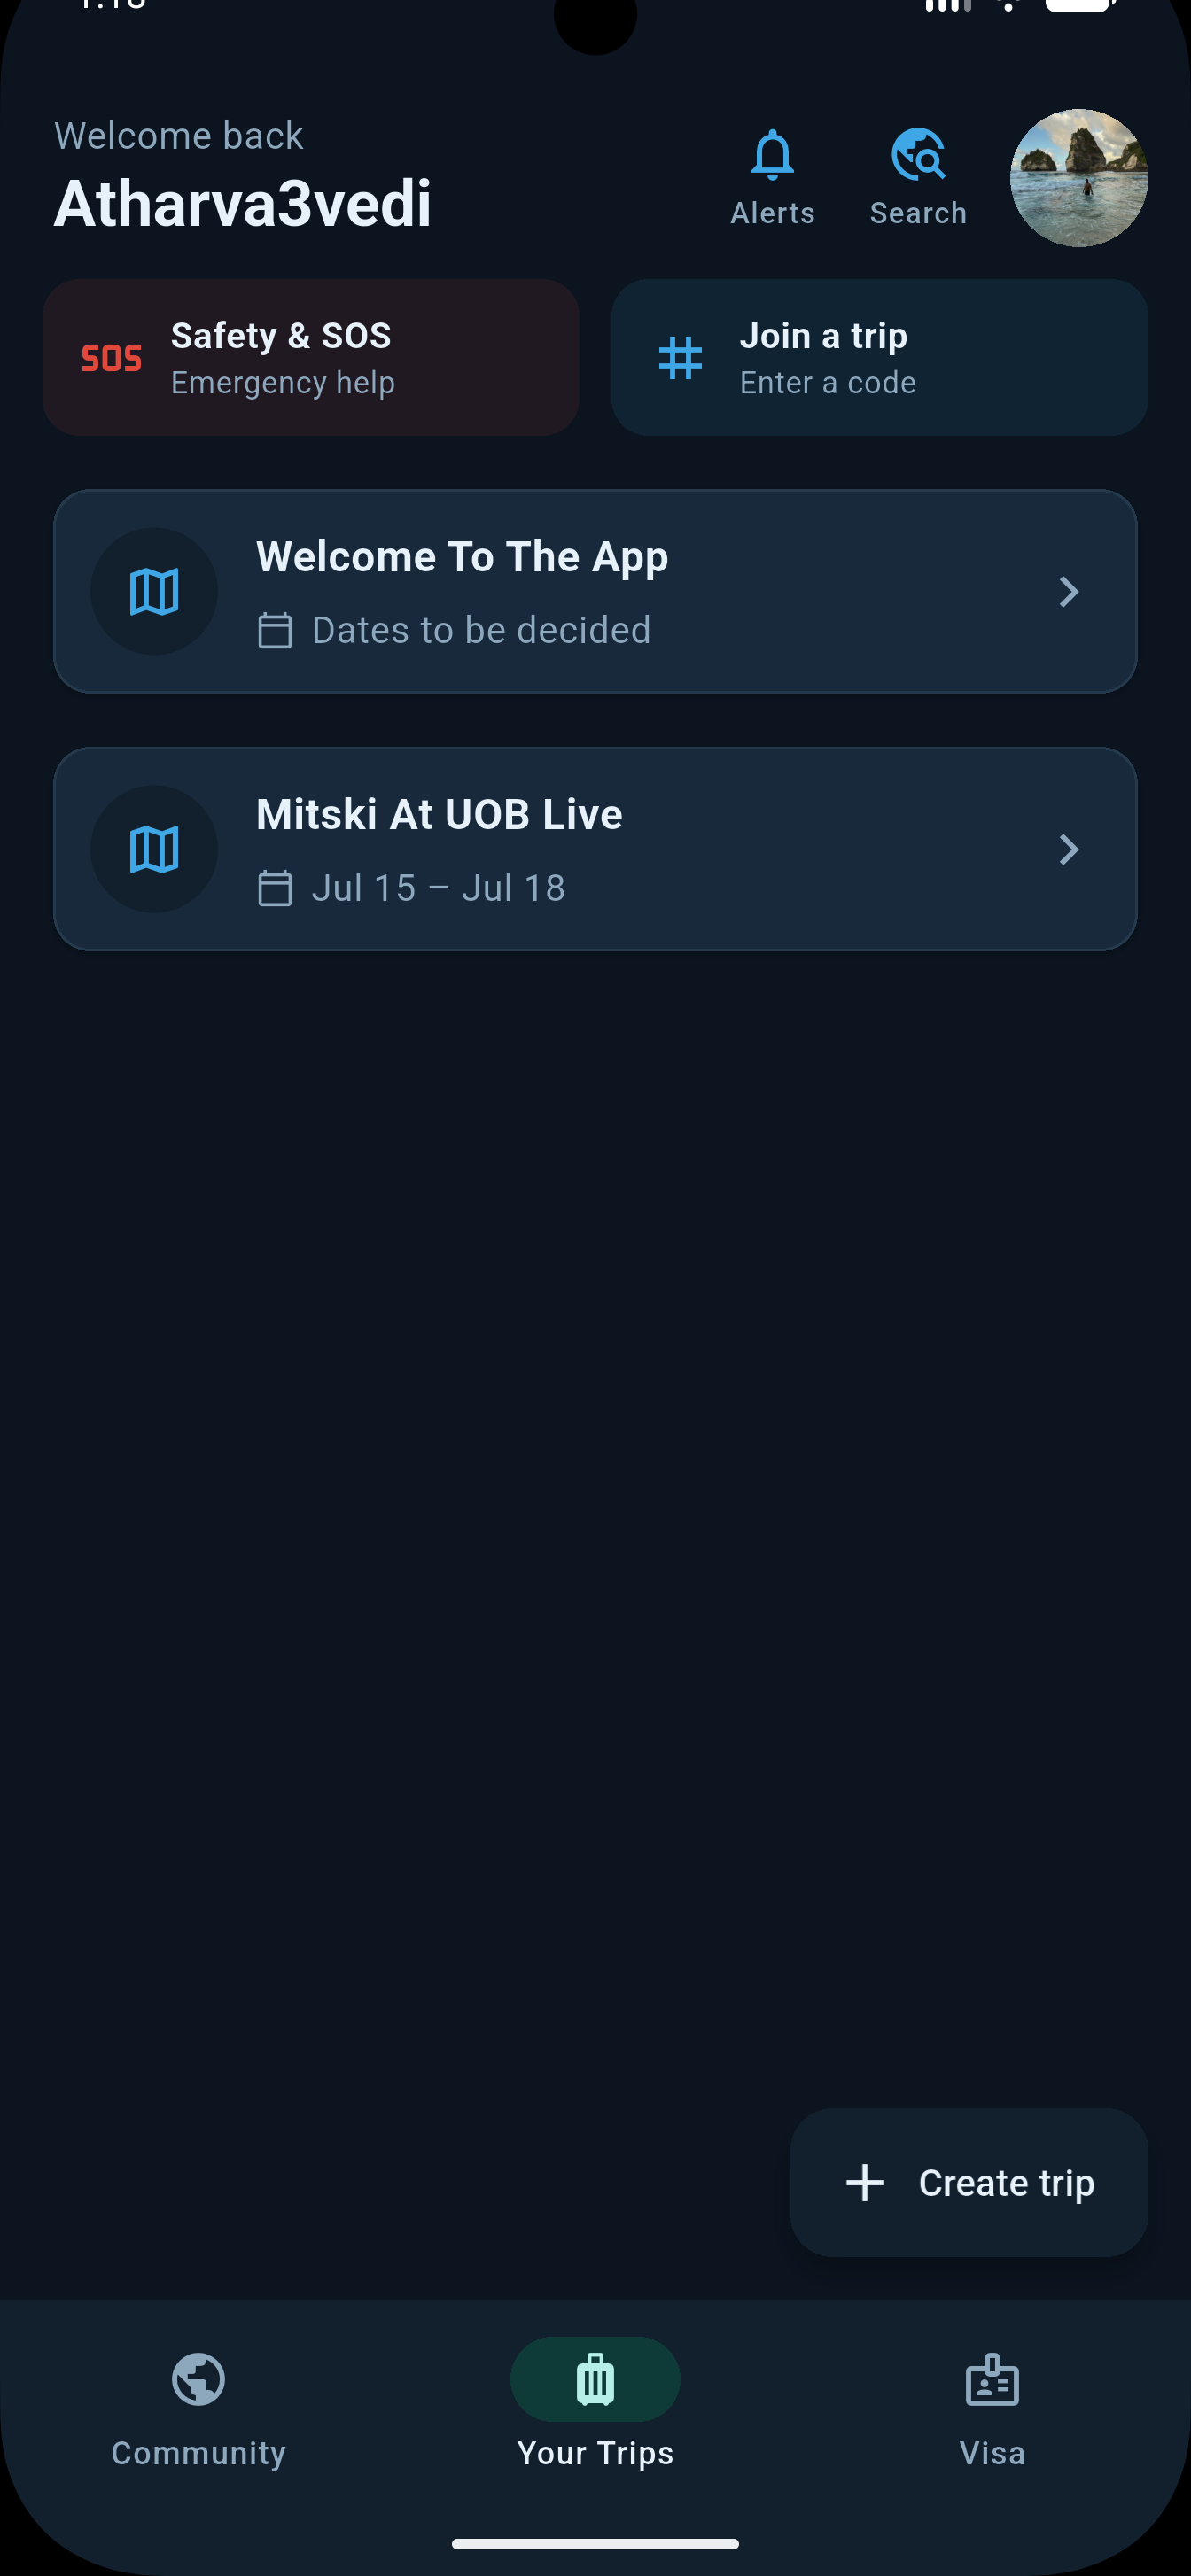 Welcome back
Atharva3vedi
Alerts
Search
SOS
Safety & SOS
Emergency help
Join a trip
Enter a code
Welcome To The App
Dates to be decided
Mitski At UOB Live
Jul 15 – Jul 18
Create trip
Community
Your Trips
Visa